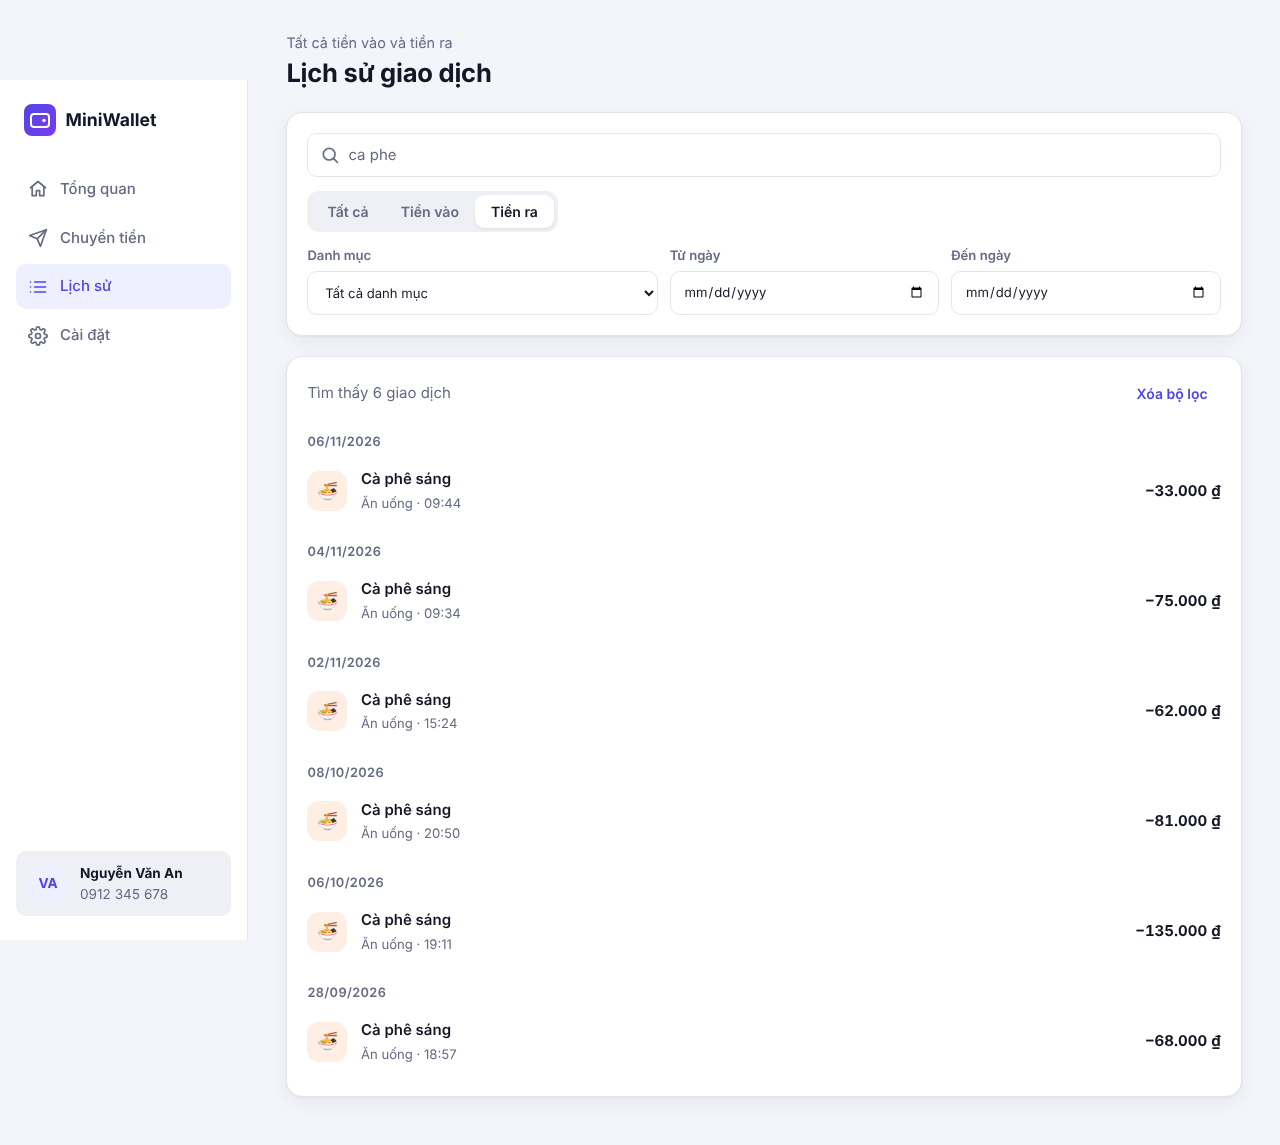 Tất cả tiền vào và tiền ra
Lịch sử giao dịch
MiniWallet
Tổng quan
Chuyển tiền
Lịch sử
Cài đặt
VA
Nguyễn Văn An
0912 345 678
ca phe
Tất cả
Tiền vào
Tiền ra
Danh mục
Từ ngày
Đến ngày
Tất cả danh mục
mm/dd/yyyy
mm/dd/yyyy
Tìm thấy 6 giao dịch
Xóa bộ lọc
06/11/2026
Cà phê sáng
−33.000 ₫
Ăn uống · 09:44
04/11/2026
Cà phê sáng
−75.000 ₫
Ăn uống · 09:34
02/11/2026
Cà phê sáng
−62.000 ₫
Ăn uống · 15:24
08/10/2026
Cà phê sáng
−81.000 ₫
Ăn uống · 20:50
06/10/2026
Cà phê sáng
−135.000 ₫
Ăn uống · 19:11
28/09/2026
Cà phê sáng
−68.000 ₫
Ăn uống · 18:57